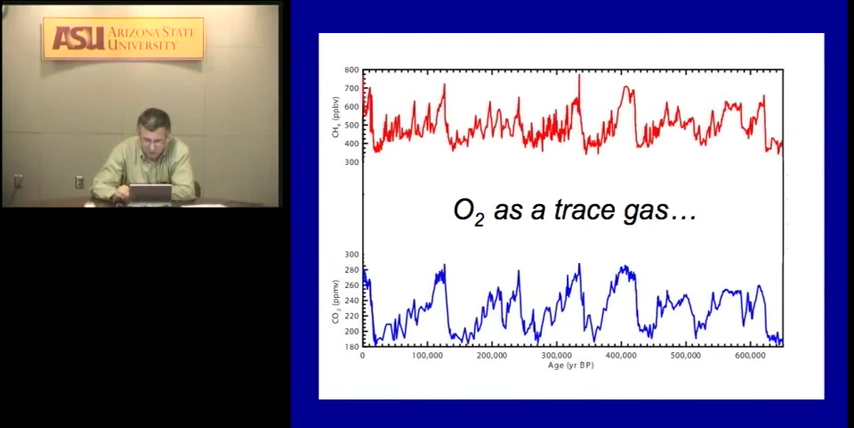 ASU ARIZONA STATE
UNIVERSITY
800
700
600
500
400
300
CH4 (ppbv)
O2 as a trace gas...
300
280
260
240
220
200
180
CO2 (ppmv)
0 100,000 200,000 300,000 400,000 500,000 600,000
Age (yr BP)